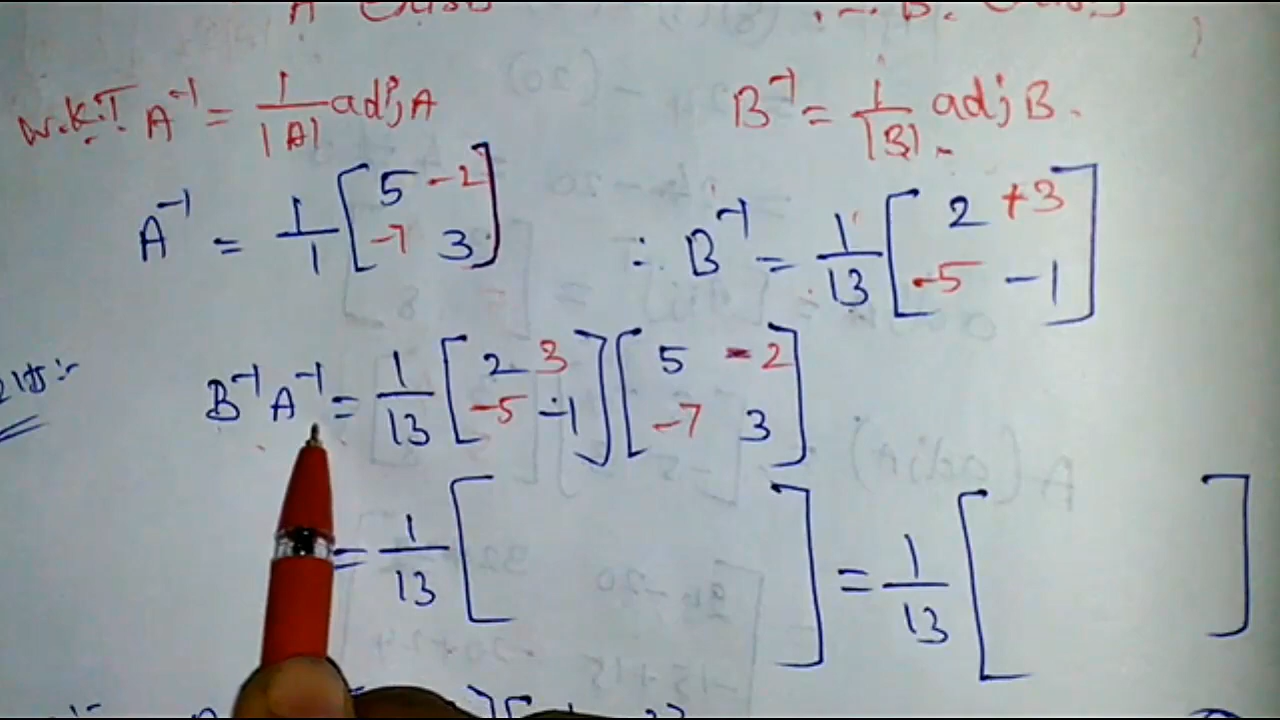 w.k.T. A⁻¹ = 1/|A| adj A B⁻¹ = 1/|B| adj B.
A⁻¹ = 1/1 [5 -2; -7 3] ∴ B⁻¹ = 1/13 [2 +3; -5 -1]
B⁻¹A⁻¹ = 1/13 [2 3; -5 -1] [5 -2; -7 3]
= 1/13 [ ] = 1/13 [ ]